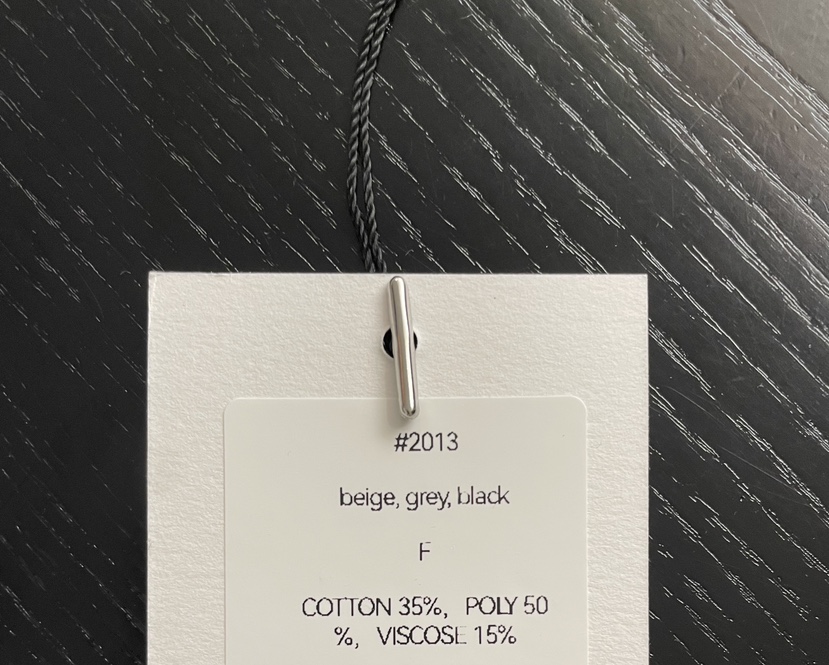 #2013
beige, grey, black
F
COTTON 35%, POLY 50
%, VISCOSE 15%